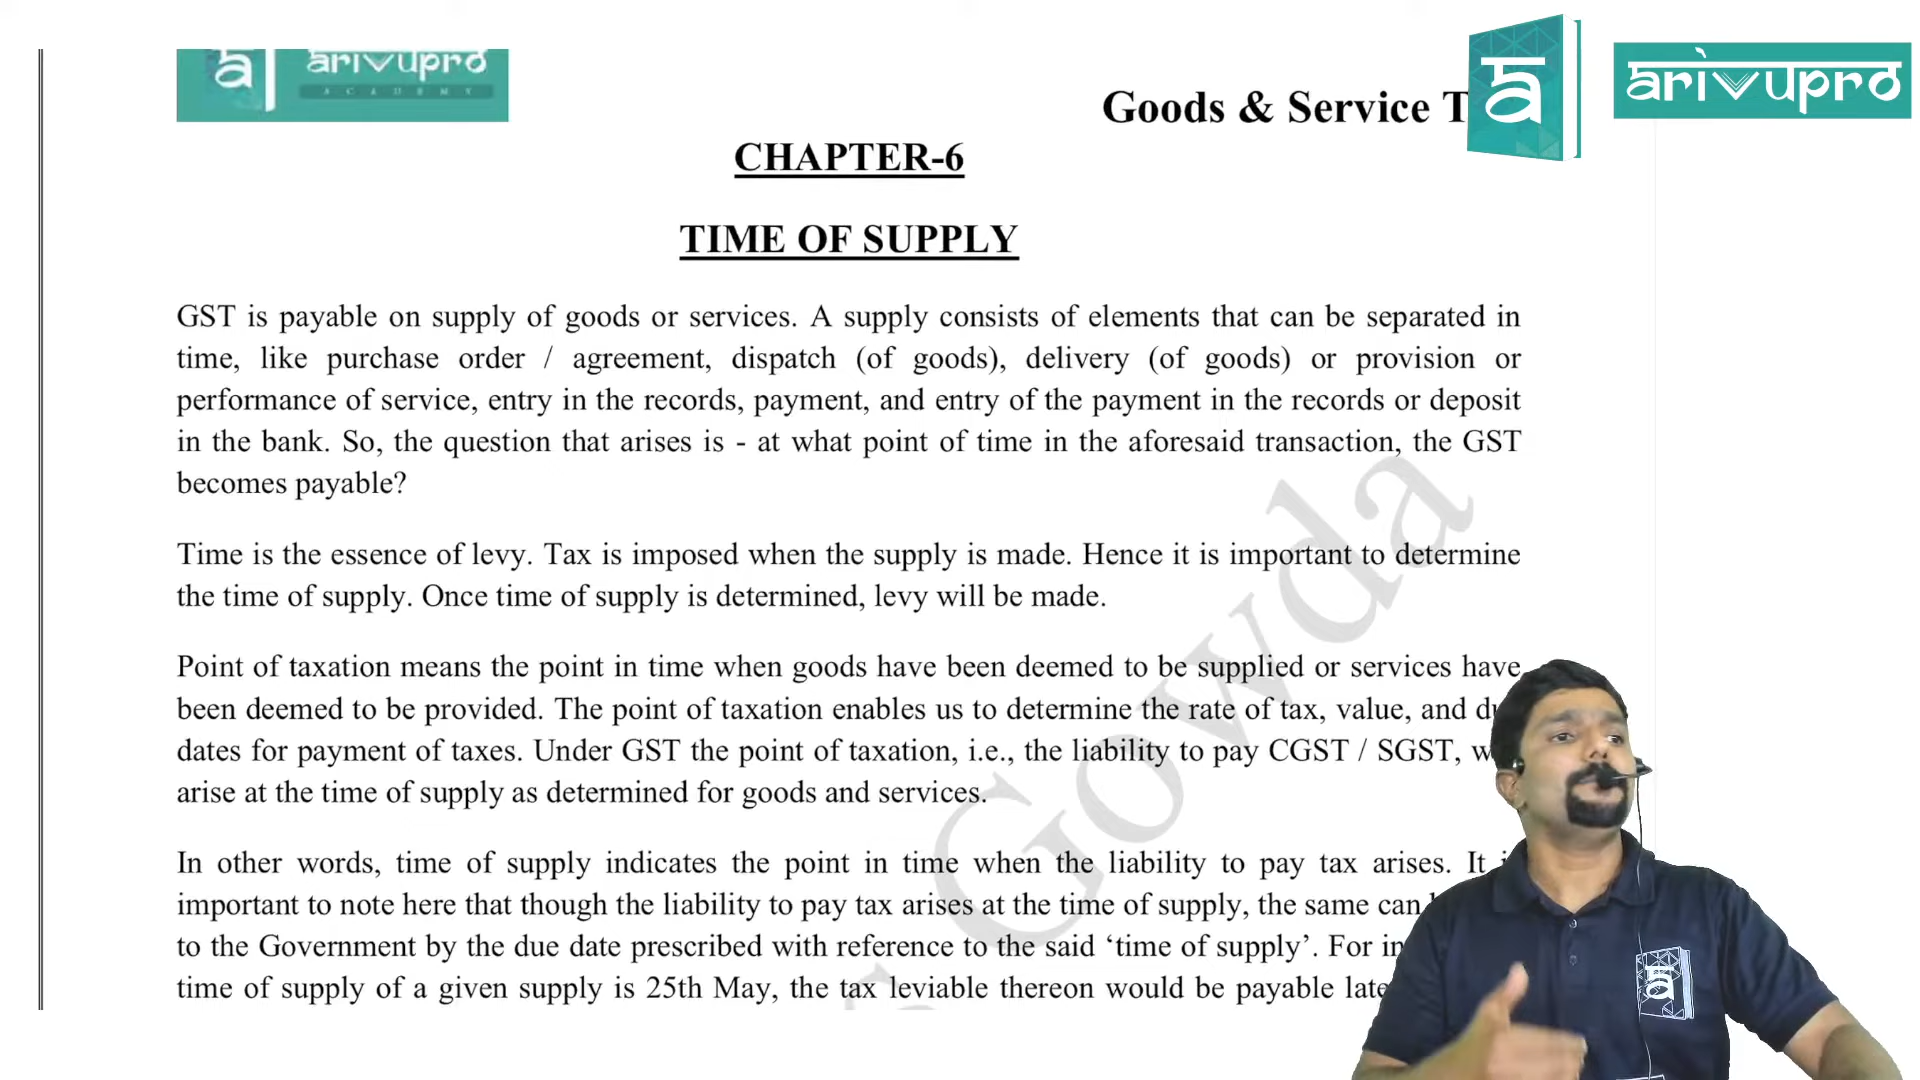 arivupro
ACADEMY
arivupro
Goods & Service T
CHAPTER-6
TIME OF SUPPLY
GST is payable on supply of goods or services. A supply consists of elements that can be separated in
time, like purchase order / agreement, dispatch (of goods), delivery (of goods) or provision or
performance of service, entry in the records, payment, and entry of the payment in the records or deposit
in the bank. So, the question that arises is - at what point of time in the aforesaid transaction, the GST
becomes payable?
Time is the essence of levy. Tax is imposed when the supply is made. Hence it is important to determine
the time of supply. Once time of supply is determined, levy will be made.
Point of taxation means the point in time when goods have been deemed to be supplied or services have
been deemed to be provided. The point of taxation enables us to determine the rate of tax, value, and
dates for payment of taxes. Under GST the point of taxation, i.e., the liability to pay CGST / SGST,
arise at the time of supply as determined for goods and services.
In other words, time of supply indicates the point in time when the liability to pay tax arises. It
important to note here that though the liability to pay tax arises at the time of supply, the same can
to the Government by the due date prescribed with reference to the said ‘time of supply’. For
time of supply of a given supply is 25th May, the tax leviable thereon would be payable
Gowda